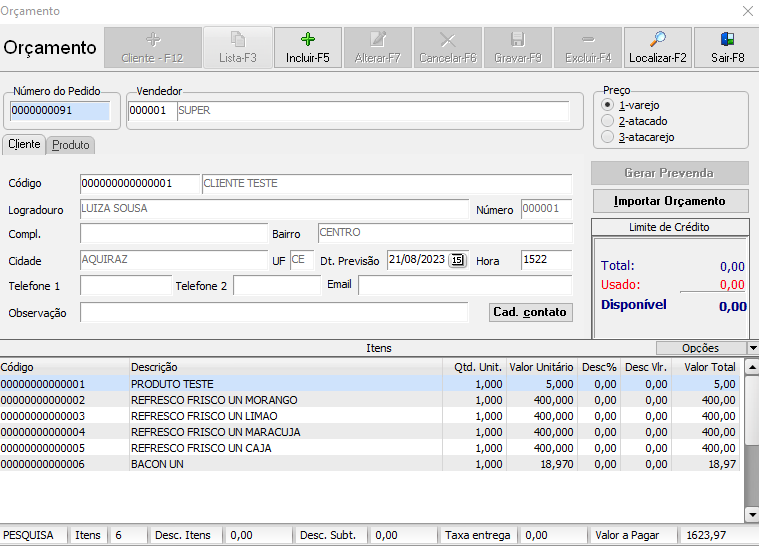 Orçamento
Orçamento
Cliente - F12
Lista-F3
Incluir-F5
Alterar-F7
Cancelar-F6
Gravar-F9
Excluir-F4
Localizar-F2
Sair-F8
Número do Pedido
0000000091
Vendedor
000001 SUPER
Preço
1-varejo
2-atacado
3-atacarejo
Cliente Produto
Gerar Prevenda
Importar Orçamento
Código 000000000000001 CLIENTE TESTE
Logradouro LUIZA SOUSA Número 000001
Compl. Bairro CENTRO
Cidade AQUIRAZ UF CE Dt. Previsão 21/08/2023 15 Hora 1522
Telefone 1 Telefone 2 Email
Observação Cad. contato
Limite de Crédito
Total: 0,00
Usado: 0,00
Disponível 0,00
Itens Opções
Código Descrição Qtd. Unit. Valor Unitário Desc% Desc Vlr. Valor Total
00000000000001 PRODUTO TESTE 1,000 5,000 0,00 0,00 5,00
00000000000002 REFRESCO FRISCO UN MORANGO 1,000 400,000 0,00 0,00 400,00
00000000000003 REFRESCO FRISCO UN LIMAO 1,000 400,000 0,00 0,00 400,00
00000000000004 REFRESCO FRISCO UN MARACUJA 1,000 400,000 0,00 0,00 400,00
00000000000005 REFRESCO FRISCO UN CAJA 1,000 400,000 0,00 0,00 400,00
00000000000006 BACON UN 1,000 18,970 0,00 0,00 18,97
PESQUISA Itens 6 Desc. Itens 0,00 Desc. Subt. 0,00 Taxa entrega 0,00 Valor a Pagar 1623,97